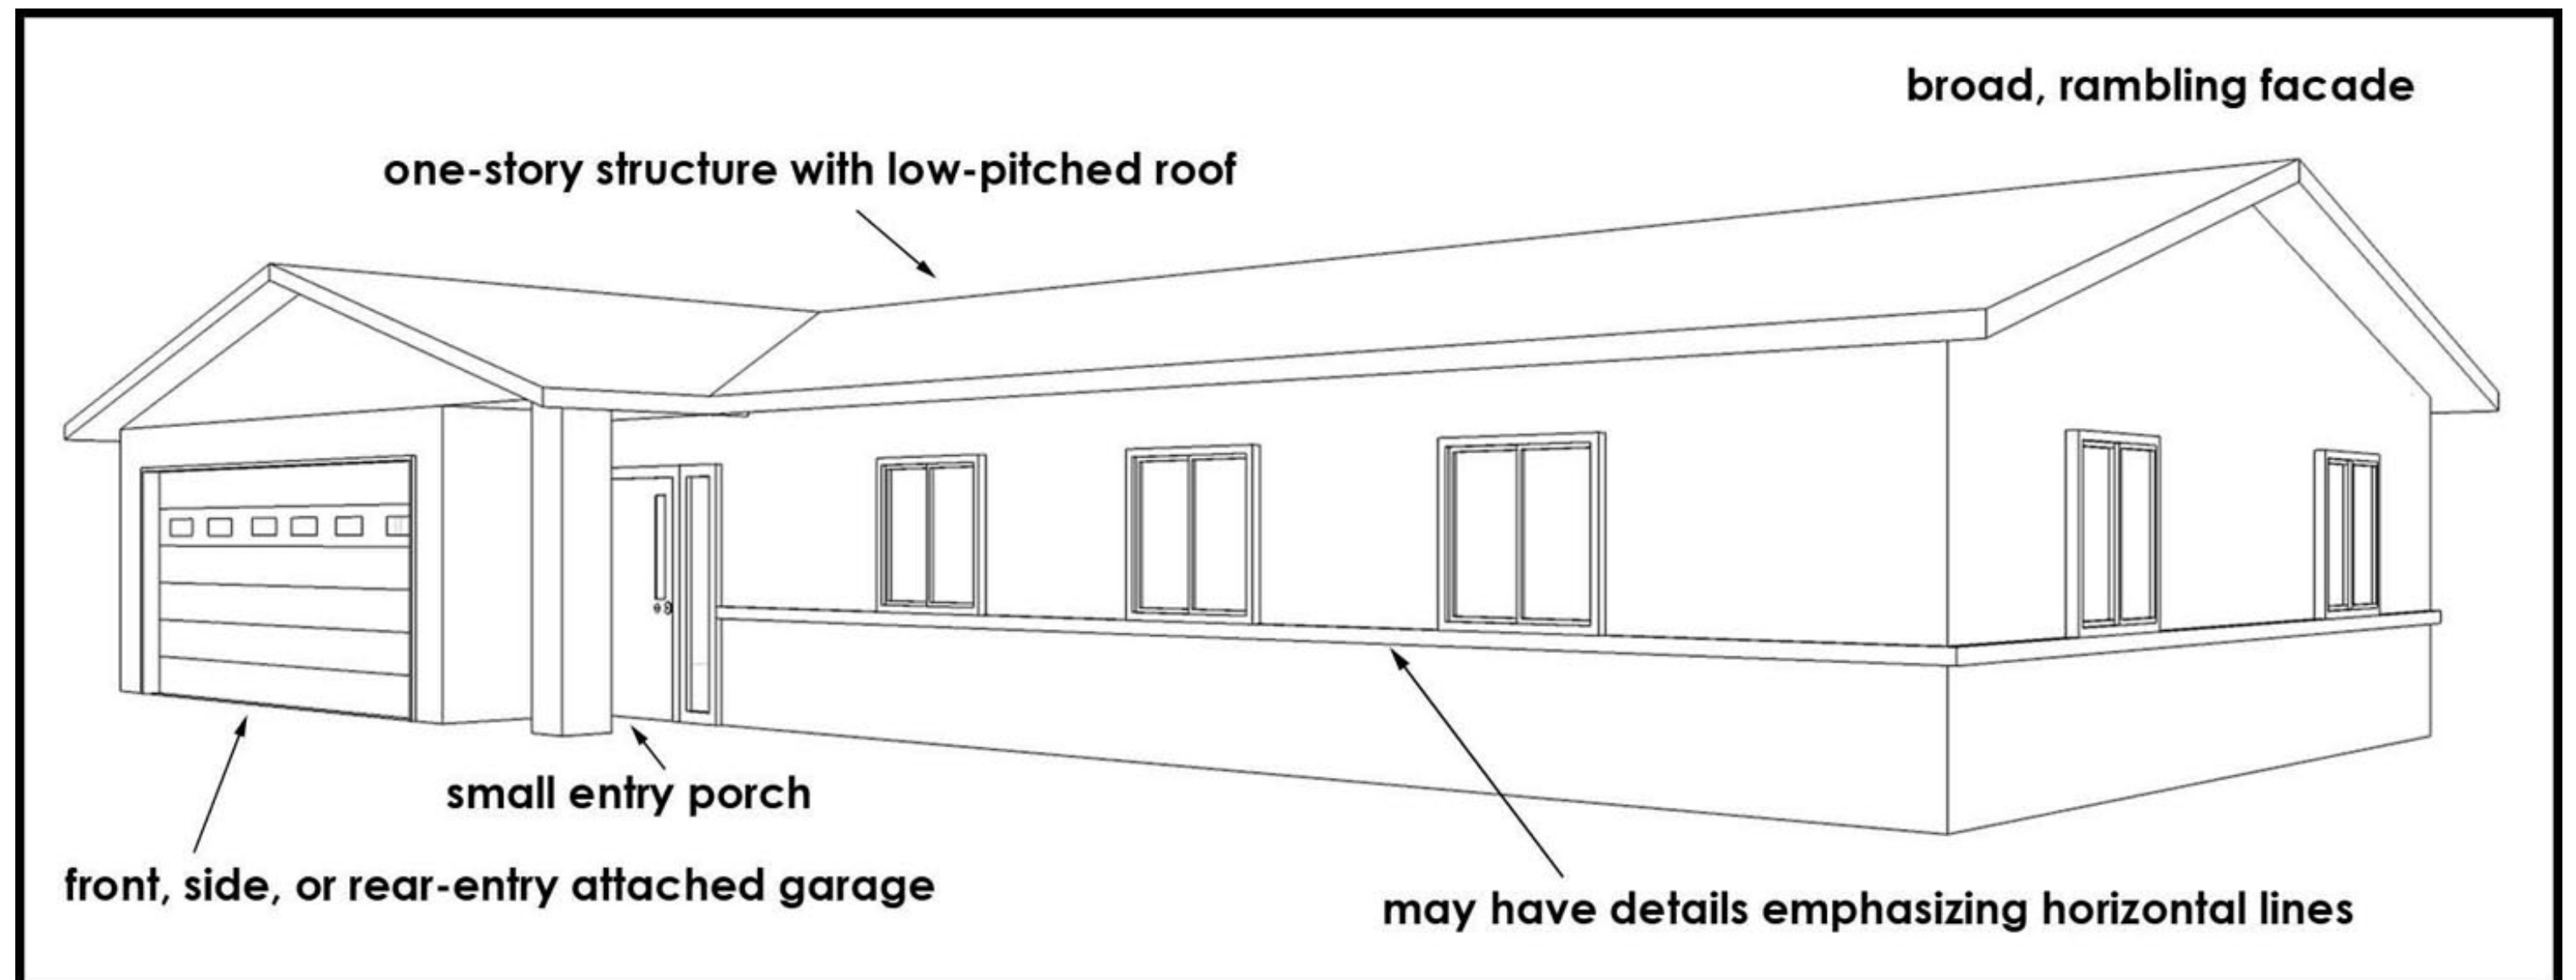 broad, rambling facade
one-story structure with low-pitched roof
small entry porch
front, side, or rear-entry attached garage
may have details emphasizing horizontal lines